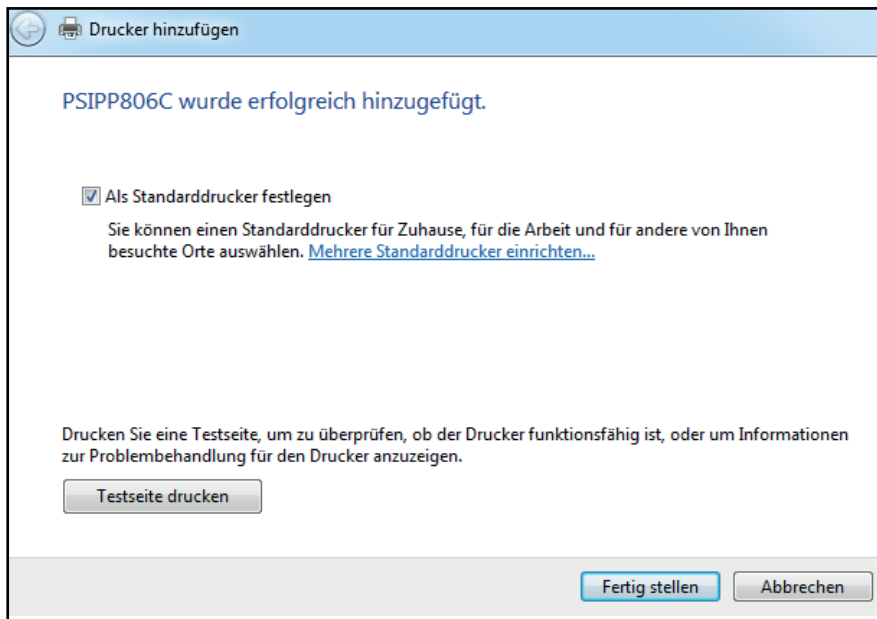 Drucker hinzufügen
PSIPP806C wurde erfolgreich hinzugefügt.
Als Standarddrucker festlegen
Sie können einen Standarddrucker für Zuhause, für die Arbeit und für andere von Ihnen
besuchte Orte auswählen. Mehrere Standarddrucker einrichten...
Drucken Sie eine Testseite, um zu überprüfen, ob der Drucker funktionsfähig ist, oder um Informationen
zur Problembehandlung für den Drucker anzuzeigen.
Testseite drucken
Fertig stellen Abbrechen